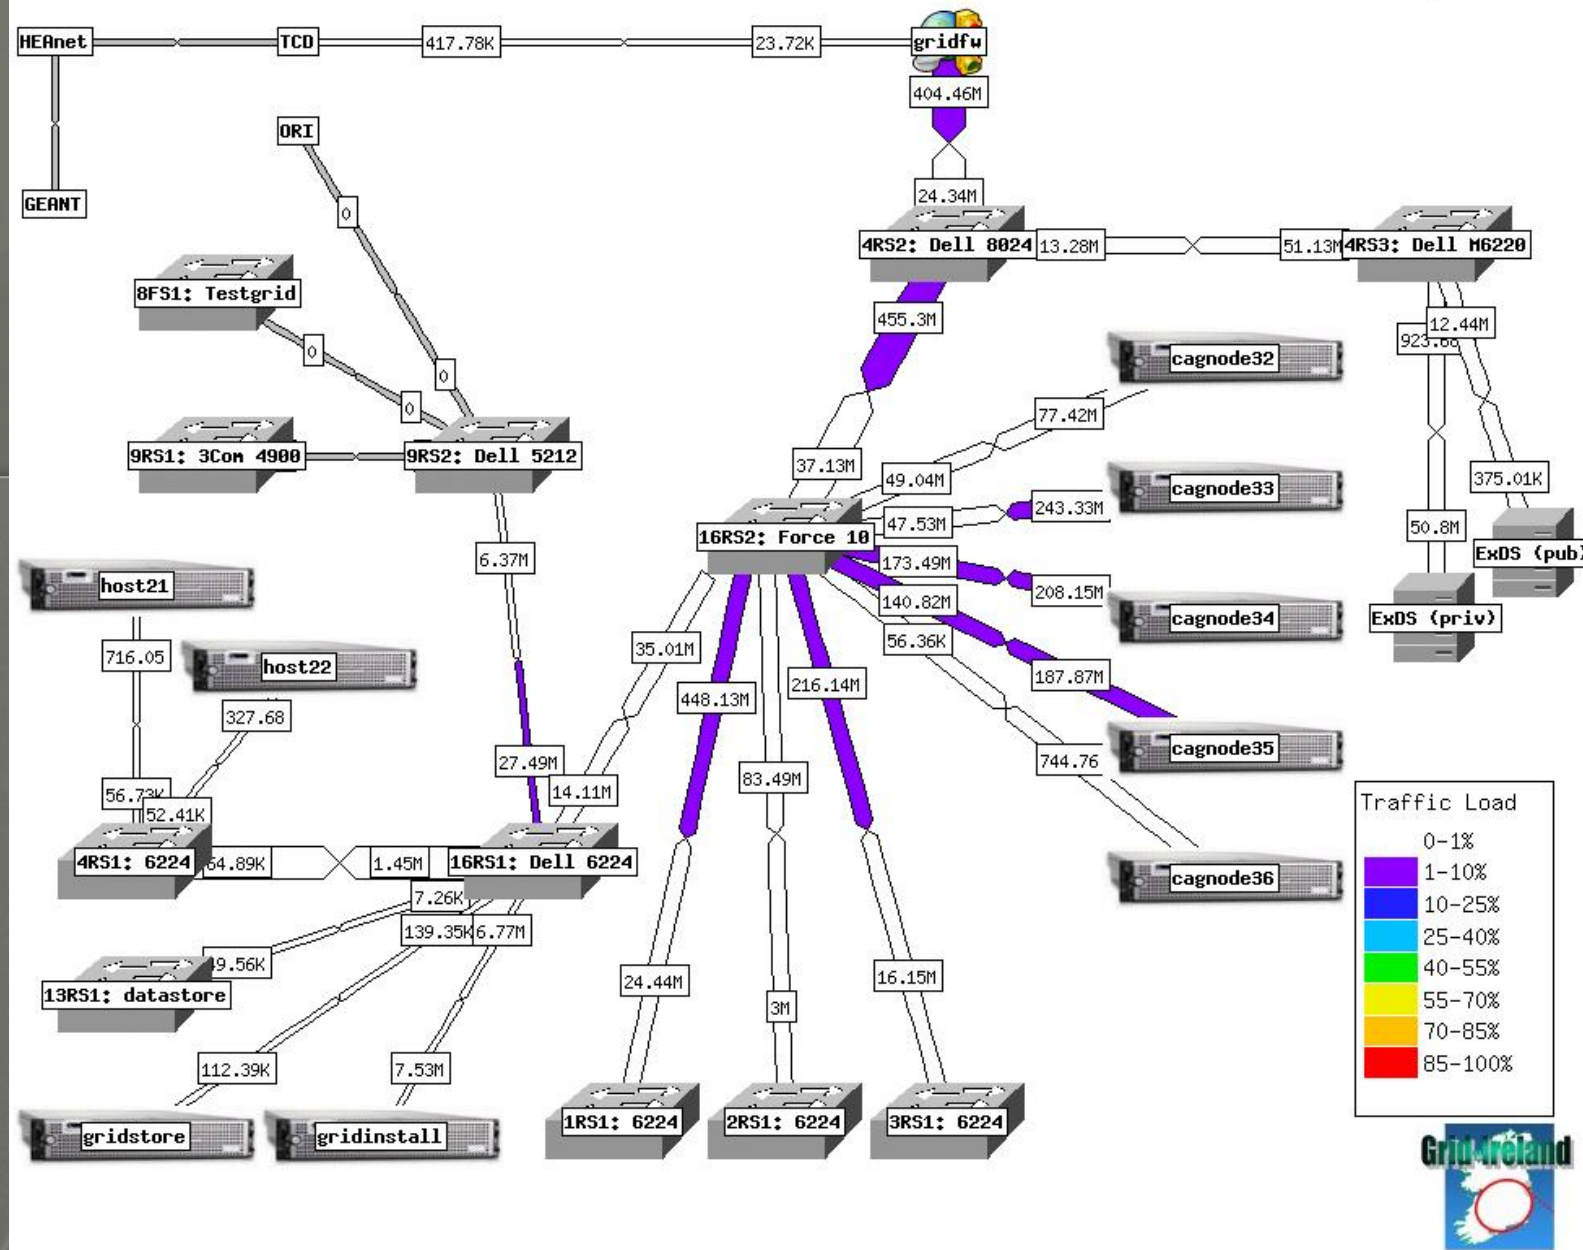 HEAnet
TCD
417.78K
23.72K
gridfw
404.46M
ORI
GEANT
24.34M
0
4RS2: Dell 8024
13.28M
51.13M
4RS3: Dell M6220
8FS1: Testgrid
455.3M
12.44M
0
cagnode32
0
0
77.42M
9RS1: 3Com 4900
9RS2: Dell 5212
37.13M
49.04M
375.01K
cagnode33
243.33M
47.53M
50.8M
16RS2: Force 10
6.37M
ExDS (pub)
173.49M
host21
208.15M
140.82M
cagnode34
ExDS (priv)
56.36K
35.01M
716.05
host22
187.87M
216.14M
448.13M
327.68
cagnode35
27.49M
744.76
83.49M
14.11M
56.73K
52.41K
Traffic Load
0-1%
1-10%
10-25%
25-40%
40-55%
55-70%
70-85%
85-100%
4RS1: 6224
64.89K
1.45M
16RS1: Dell 6224
cagnode36
7.26K
139.35K
6.77M
49.56K
13RS1: datastore
24.44M
16.15M
3M
112.39K
7.53M
gridstore
gridinstall
1RS1: 6224
2RS1: 6224
3RS1: 6224
Grid-Ireland